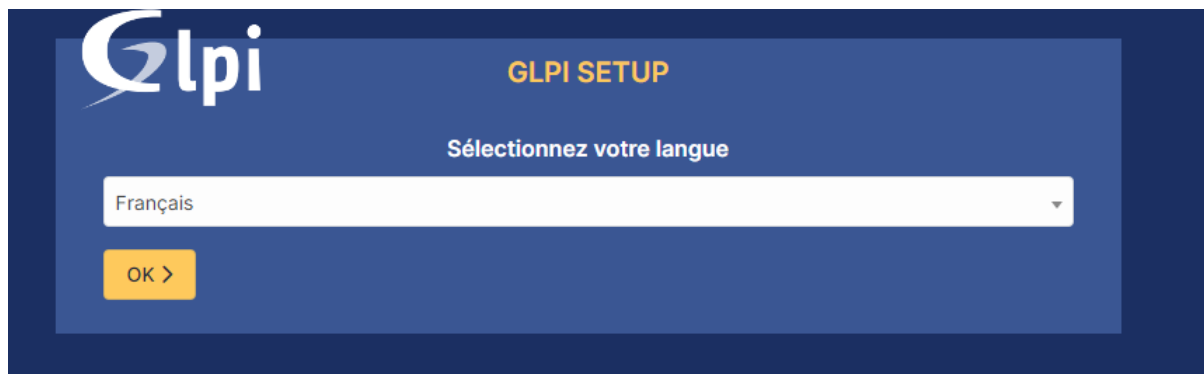 Glpi
GLPI SETUP
Sélectionnez votre langue
Français
OK